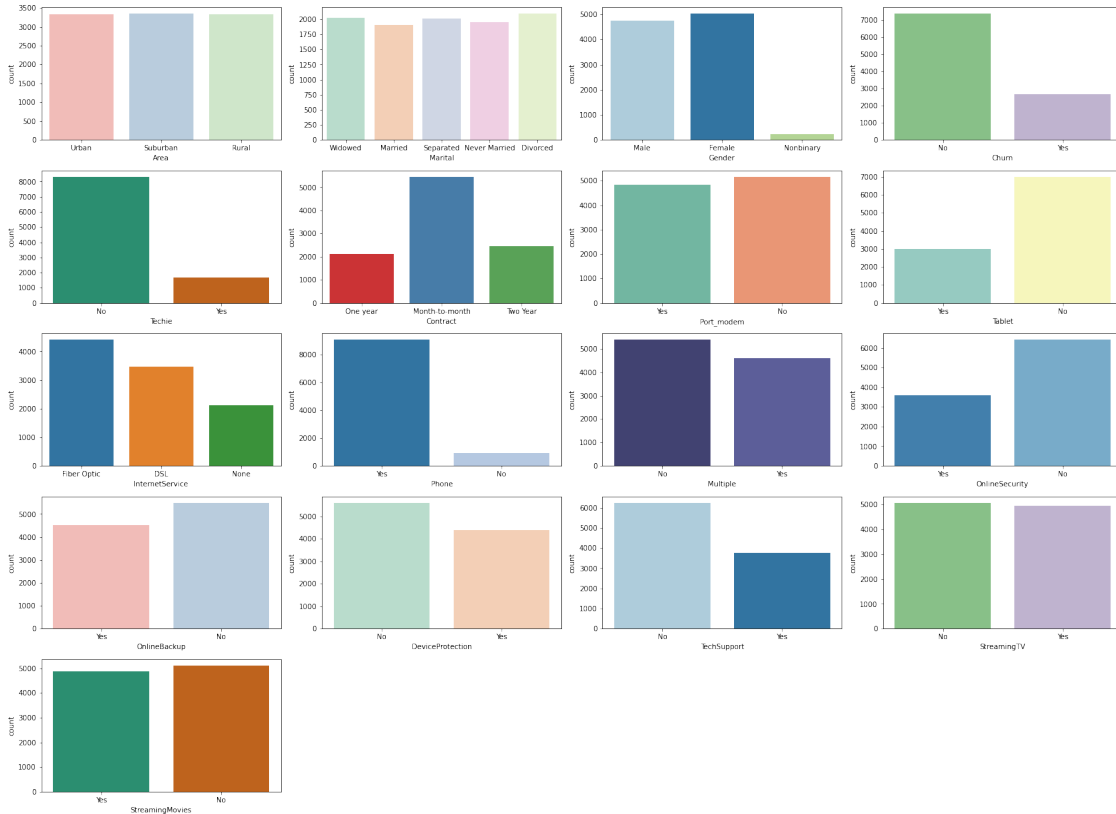 3500
3000
2500
2000
1500
1000
500
0
count
Urban Suburban Rural
Area
2000
1750
1500
1250
1000
750
500
250
0
count
Widowed Married Separated Never Married Divorced
Marital
5000
4000
3000
2000
1000
0
count
Male Female Nonbinary
Gender
7000
6000
5000
4000
3000
2000
1000
0
count
No Yes
Churn
8000
7000
6000
5000
4000
3000
2000
1000
0
count
No Yes
Techie
5000
4000
3000
2000
1000
0
count
One year Month-to-month Two Year
Contract
5000
4000
3000
2000
1000
0
count
Yes No
Port_modem
7000
6000
5000
4000
3000
2000
1000
0
count
Yes No
Tablet
4000
3000
2000
1000
0
count
Fiber Optic DSL None
InternetService
8000
6000
4000
2000
0
count
Yes No
Phone
5000
4000
3000
2000
1000
0
count
No Yes
Multiple
6000
5000
4000
3000
2000
1000
0
count
Yes No
OnlineSecurity
5000
4000
3000
2000
1000
0
count
Yes No
OnlineBackup
5000
4000
3000
2000
1000
0
count
No Yes
DeviceProtection
6000
5000
4000
3000
2000
1000
0
count
No Yes
TechSupport
5000
4000
3000
2000
1000
0
count
No Yes
StreamingTV
5000
4000
3000
2000
1000
0
count
Yes No
StreamingMovies